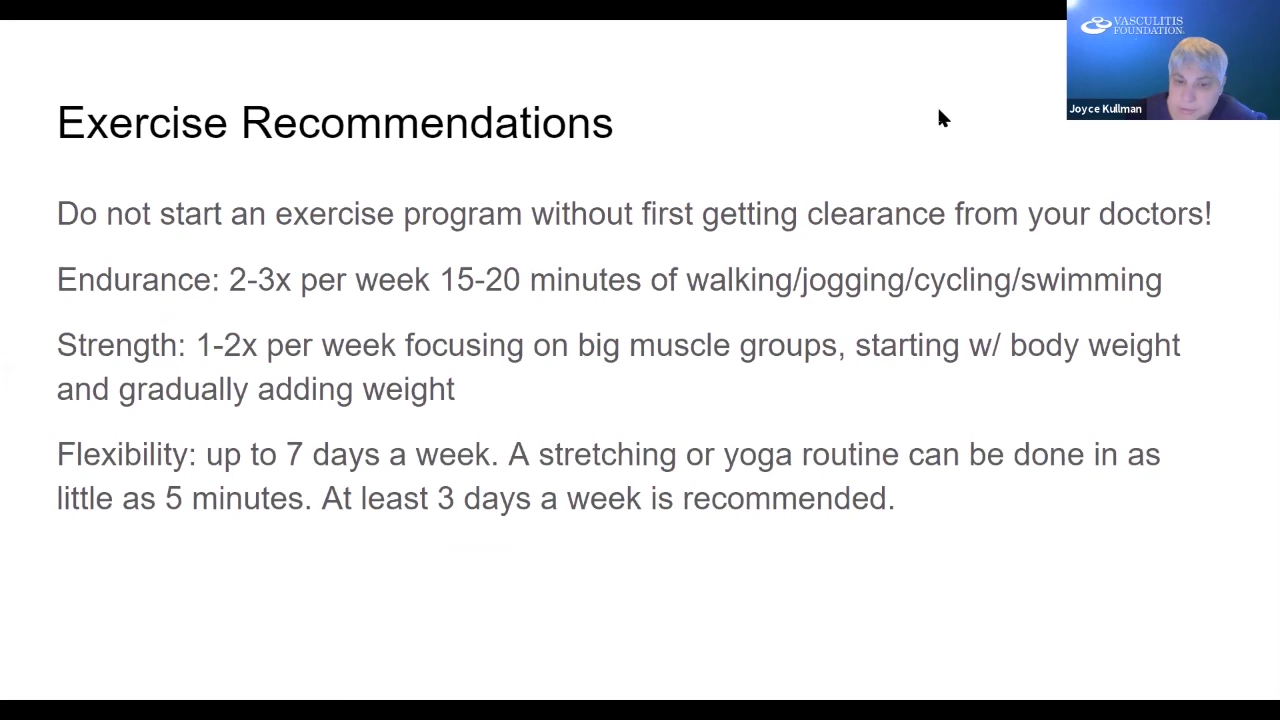 VASCULITIS
FOUNDATION
Joyce Kullman
Exercise Recommendations
Do not start an exercise program without first getting clearance from your doctors!
Endurance: 2-3x per week 15-20 minutes of walking/jogging/cycling/swimming
Strength: 1-2x per week focusing on big muscle groups, starting w/ body weight
and gradually adding weight
Flexibility: up to 7 days a week. A stretching or yoga routine can be done in as
little as 5 minutes. At least 3 days a week is recommended.